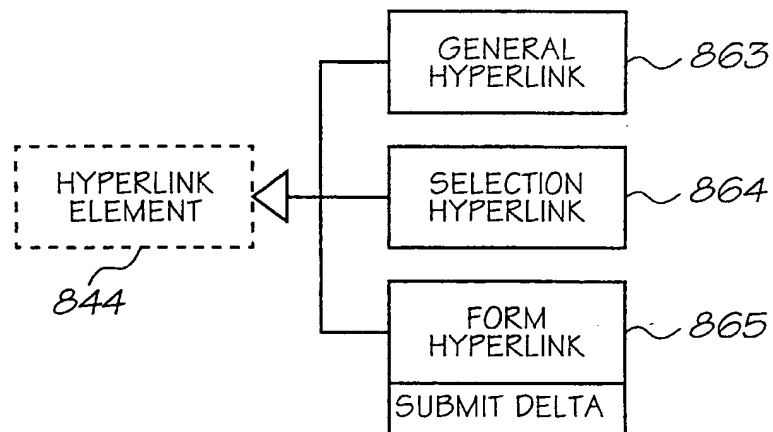 GENERAL
HYPERLINK
863
HYPERLINK
ELEMENT
844
SELECTION
HYPERLINK
864
FORM
HYPERLINK
865
SUBMIT DELTA